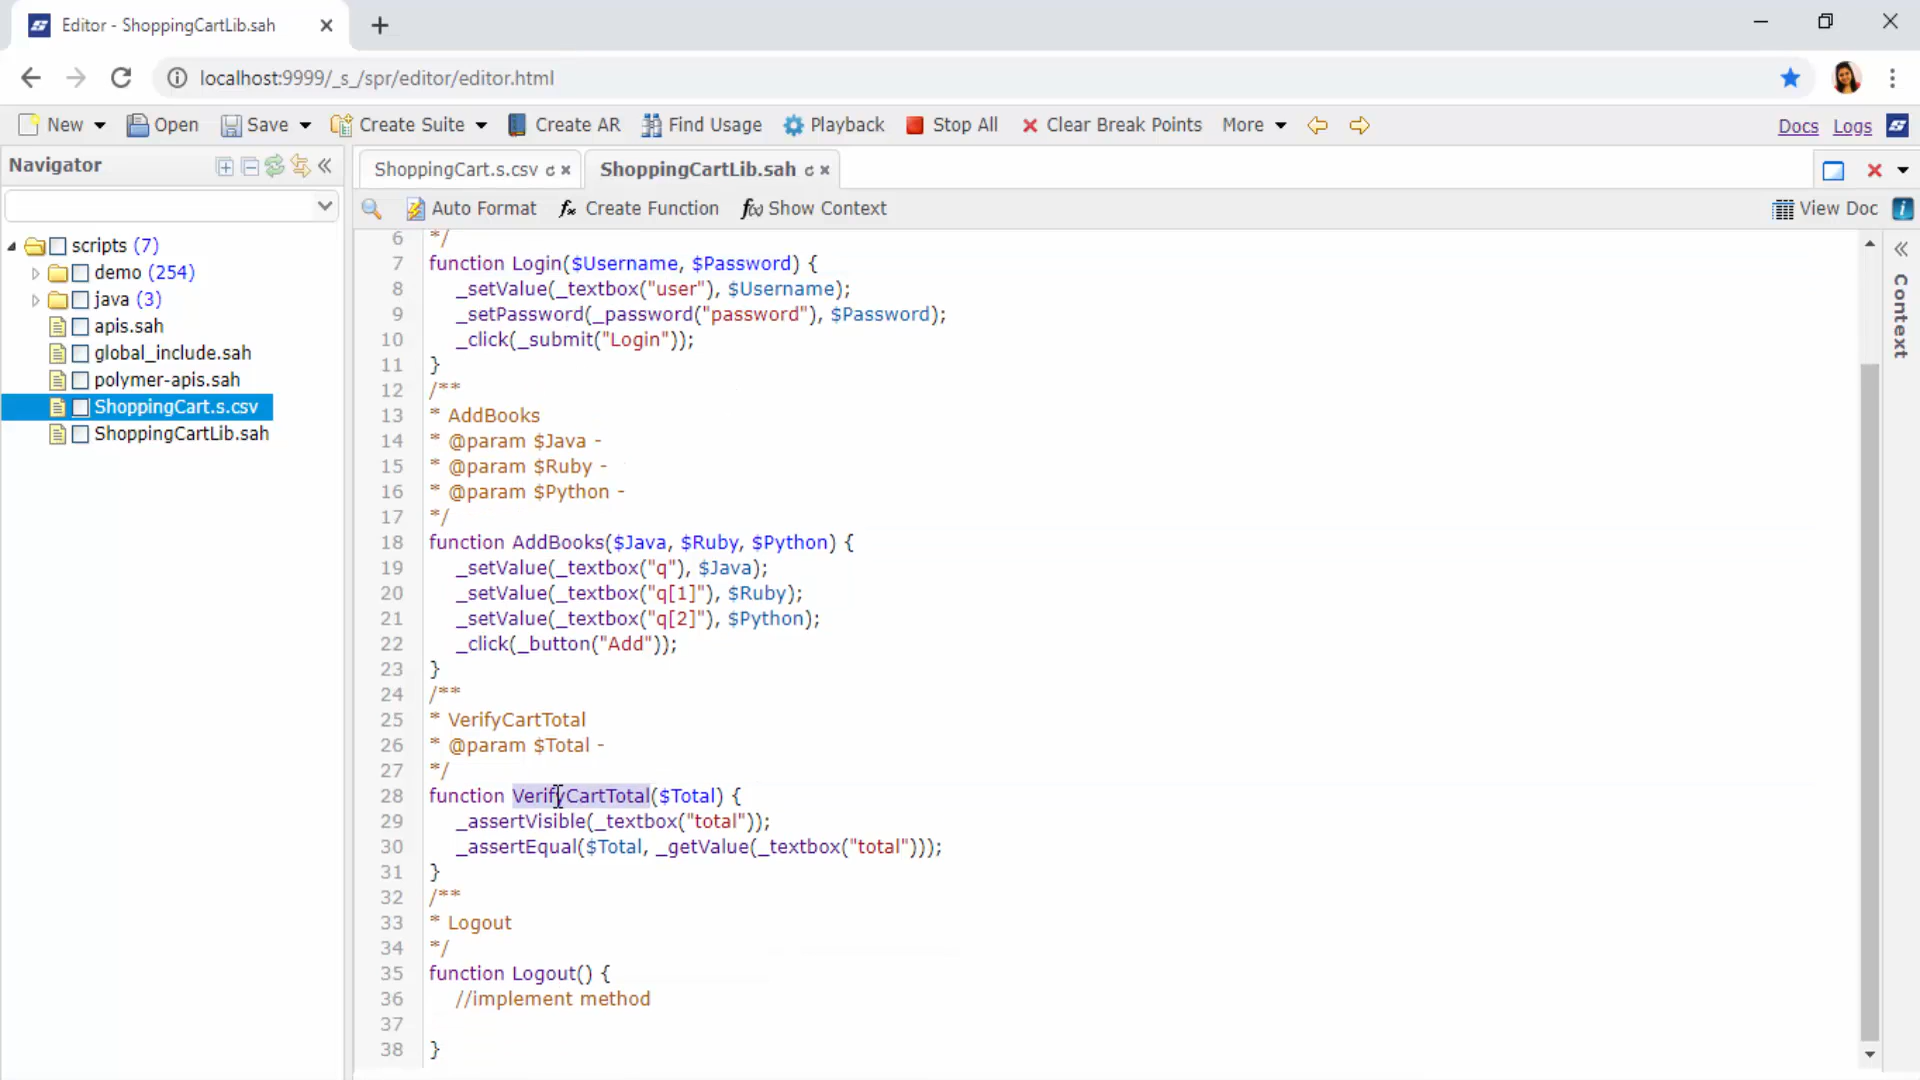 Editor - ShoppingCartLib.sah
localhost:9999/_s_/spr/editor/editor.html
New Open Save Create Suite Create AR Find Usage Playback Stop All Clear Break Points More Docs Logs
Navigator
ShoppingCart.s.csv
ShoppingCartLib.sah
Auto Format Create Function Show Context View Doc
scripts (7)
demo (254)
java (3)
apis.sah
global_include.sah
polymer-apis.sah
ShoppingCart.s.csv
ShoppingCartLib.sah
6 */
7 function Login($Username, $Password) {
8 _setValue(_textbox("user"), $Username);
9 _setPassword(_password("password"), $Password);
10 _click(_submit("Login"));
11 }
12 /**
13 * AddBooks
14 * @param $Java -
15 * @param $Ruby -
16 * @param $Python -
17 */
18 function AddBooks($Java, $Ruby, $Python) {
19 _setValue(_textbox("q"), $Java);
20 _setValue(_textbox("q[1]"), $Ruby);
21 _setValue(_textbox("q[2]"), $Python);
22 _click(_button("Add"));
23 }
24 /**
25 * VerifyCartTotal
26 * @param $Total -
27 */
28 function VerifyCartTotal($Total) {
29 _assertVisible(_textbox("total"));
30 _assertEqual($Total, _getValue(_textbox("total")));
31 }
32 /**
33 * Logout
34 */
35 function Logout() {
36 //implement method
37
38 }
Context